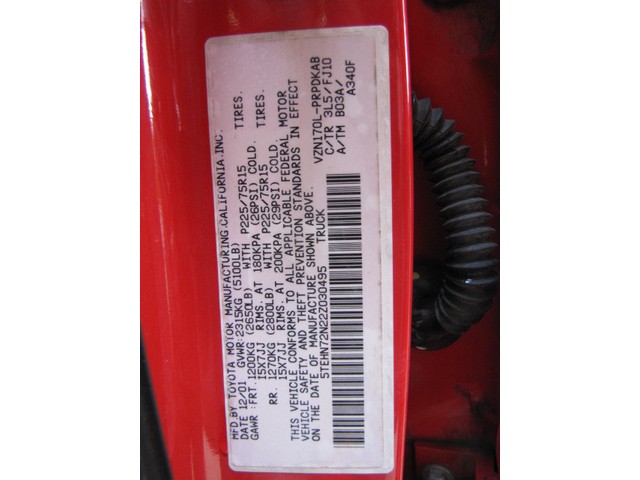 MFD.BY TOYOTA MOTOR MANUFACTURING CALIFORNIA.INC.
DATE 12/01 GVWR:2315KG (5100LB)
GAWR :FRT.1200KG (2650LB) WITH P225/75R15 TIRES.
15X7JJ RIMS. AT 180KPA (26PSI) COLD.
RR. 1270KG (2800LB) WITH P225/75R15 TIRES.
15X7JJ RIMS. AT 200KPA (29PSI) COLD.
THIS VEHICLE CONFORMS TO ALL APPLICABLE FEDERAL MOTOR
VEHICLE SAFETY AND THEFT PREVENTION STANDARDS IN EFFECT
ON THE DATE OF MANUFACTURE SHOWN ABOVE.
5TEHN72N22Z030495 TRUCK
VZN170L-PRPDKAB
C/TR 3L5/FJ10
A/TM B03A/
A340F